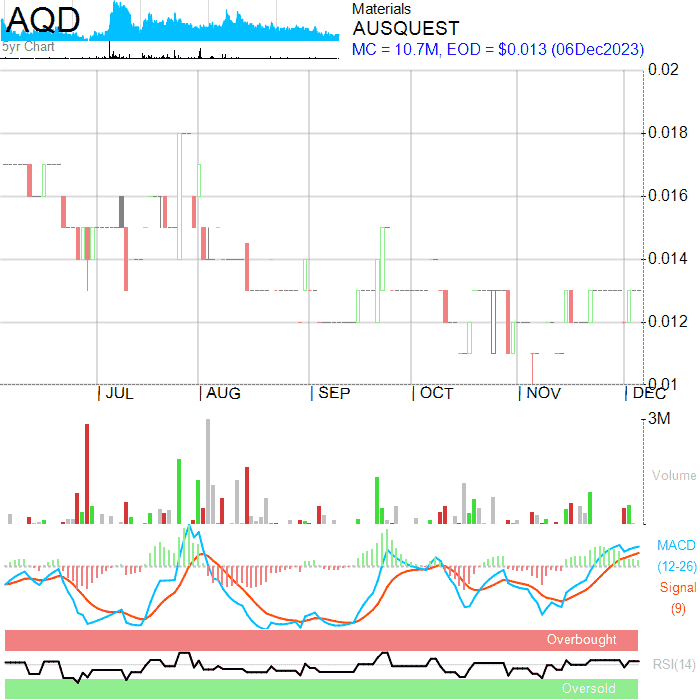 AQD
5yr Chart
Materials
AUSQUEST
MC = 10.7M, EOD = $0.013 (06Dec2023)
0.02
0.018
0.016
0.014
0.012
0.01
JUL AUG SEP OCT NOV DEC
3M
Volume
MACD
(12-26)
Signal
(9)
Overbought
RSI(14)
Oversold